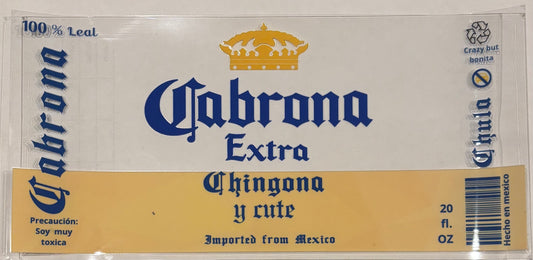 100% Leal
Cabrona
Precaución:
Soy muy
toxica
Cabrona
Extra
Chingona
y cute
Imported from Mexico
20
fl.
OZ
Crazy but
bonita
Chula
Hecho en mexico